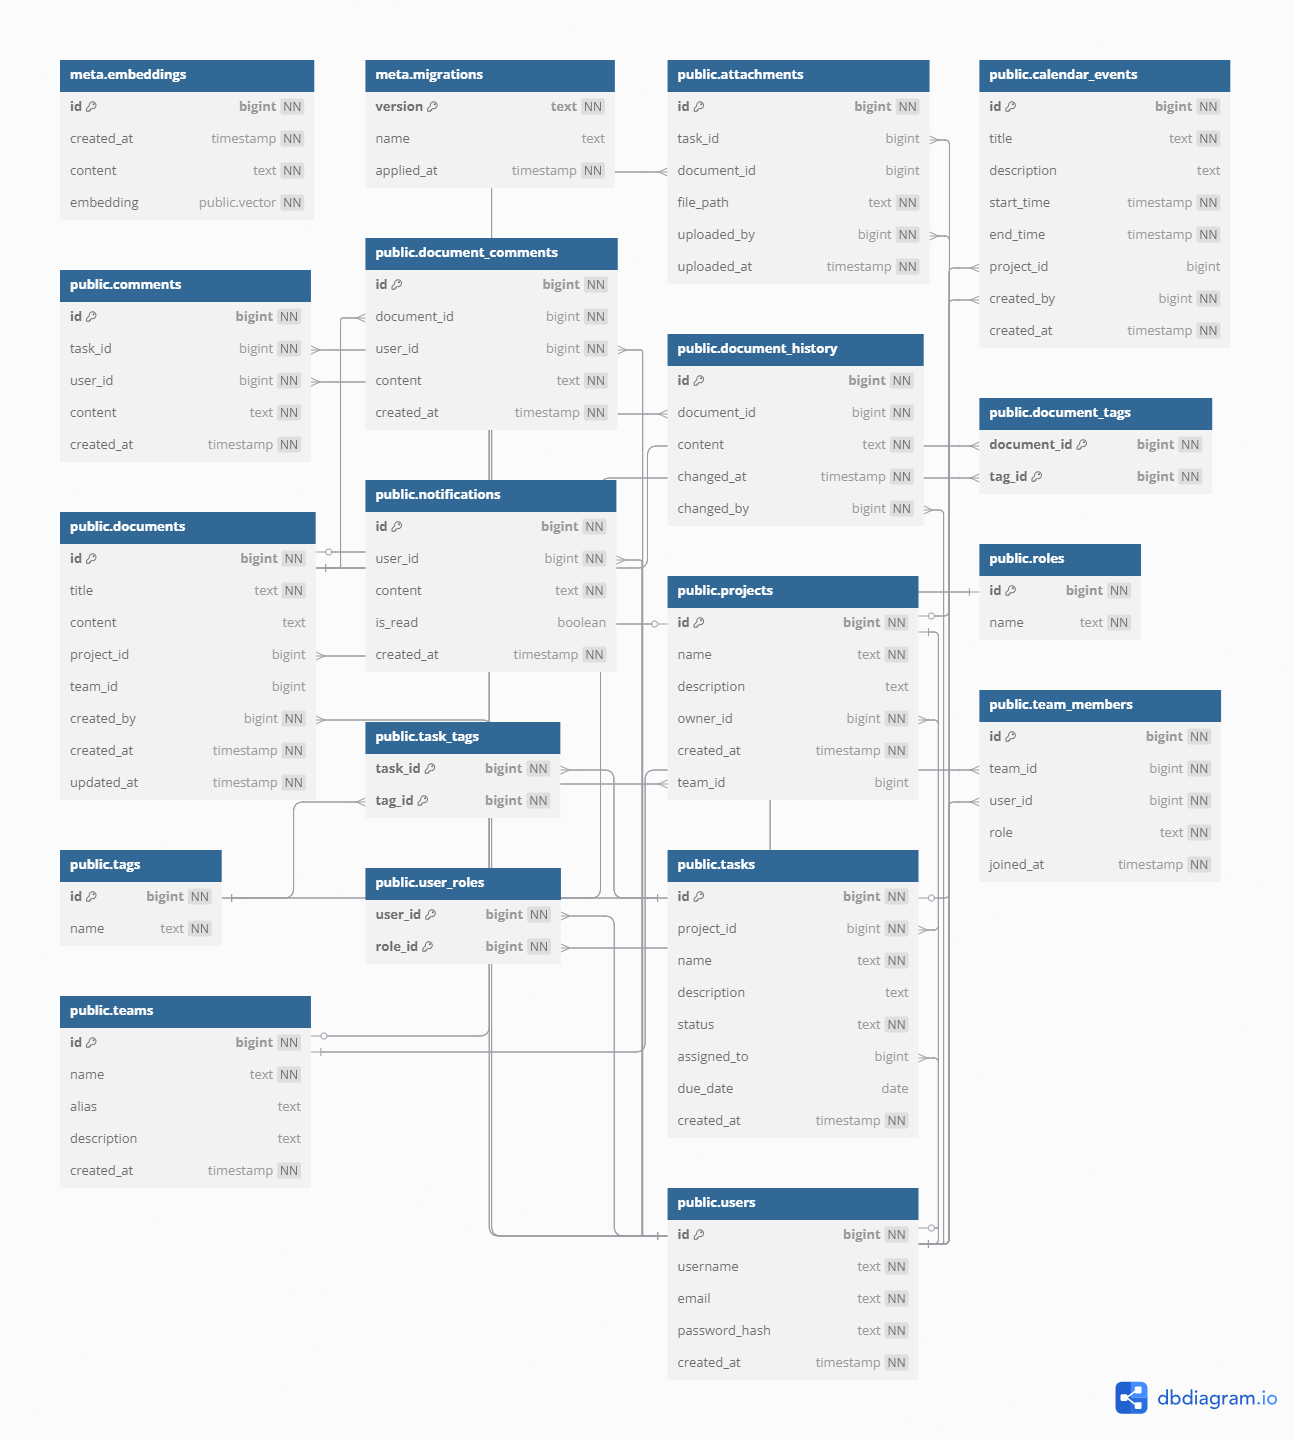 meta.embeddings
id bigint NN
created_at timestamp NN
content text NN
embedding public.vector NN
meta.migrations
version text NN
name text
applied_at timestamp NN
public.attachments
id bigint NN
task_id bigint
document_id bigint
file_path text NN
uploaded_by bigint NN
uploaded_at timestamp NN
public.calendar_events
id bigint NN
title text NN
description text
start_time timestamp NN
end_time timestamp NN
project_id bigint
created_by bigint NN
created_at timestamp NN
public.document_comments
id bigint NN
document_id bigint NN
user_id bigint NN
content text NN
created_at timestamp NN
public.comments
id bigint NN
task_id bigint NN
user_id bigint NN
content text NN
created_at timestamp NN
public.document_history
id bigint NN
document_id bigint NN
content text NN
changed_at timestamp NN
changed_by bigint NN
public.document_tags
document_id bigint NN
tag_id bigint NN
public.notifications
id bigint NN
user_id bigint NN
content text NN
is_read boolean
created_at timestamp NN
public.documents
id bigint NN
title text NN
content text
project_id bigint
team_id bigint
created_by bigint NN
created_at timestamp NN
updated_at timestamp NN
public.roles
id bigint NN
name text NN
public.projects
id bigint NN
name text NN
description text
owner_id bigint NN
created_at timestamp NN
team_id bigint
public.team_members
id bigint NN
team_id bigint NN
user_id bigint NN
role text NN
joined_at timestamp NN
public.task_tags
task_id bigint NN
tag_id bigint NN
public.tags
id bigint NN
name text NN
public.user_roles
user_id bigint NN
role_id bigint NN
public.tasks
id bigint NN
project_id bigint NN
name text NN
description text
status text NN
assigned_to bigint
due_date date
created_at timestamp NN
public.teams
id bigint NN
name text NN
alias text
description text
created_at timestamp NN
public.users
id bigint NN
username text NN
email text NN
password_hash text NN
created_at timestamp NN
dbdiagram.io